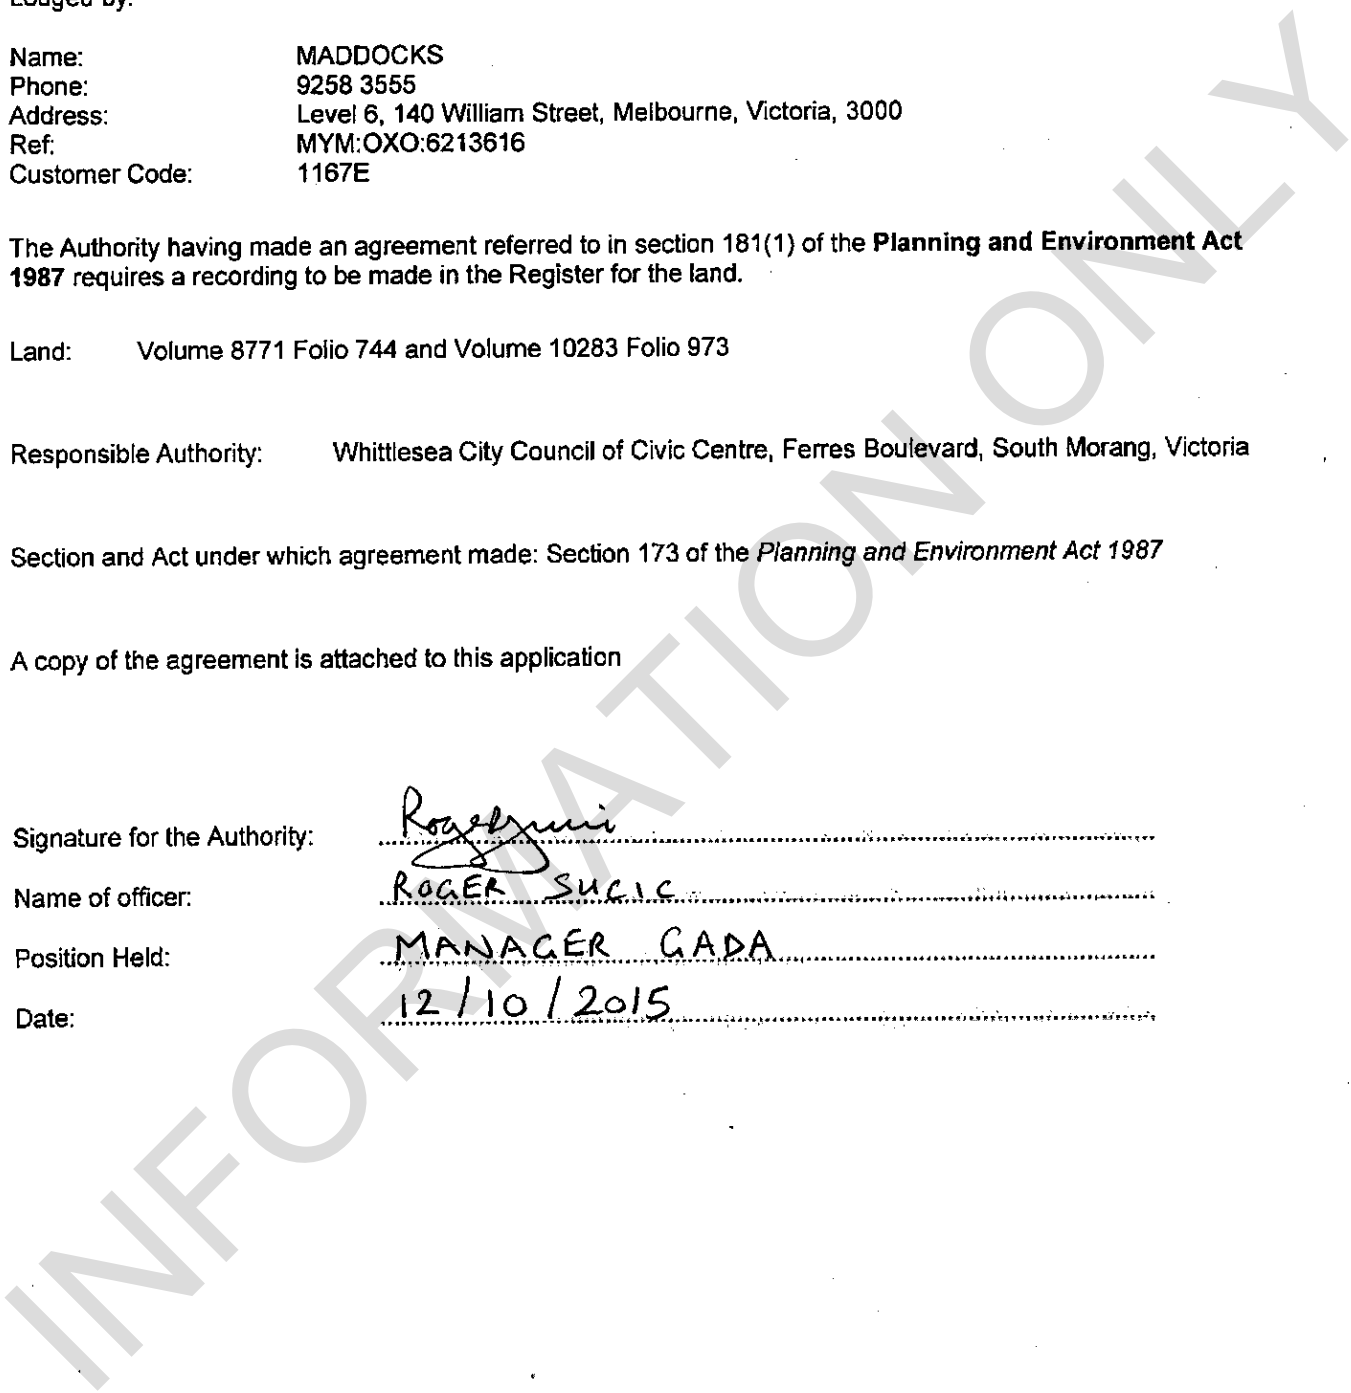 Lodged by:
Name: MADDOCKS
Phone: 9258 3555
Address: Level 6, 140 William Street, Melbourne, Victoria, 3000
Ref: MYM:OXO:6213616
Customer Code: 1167E
The Authority having made an agreement referred to in section 181(1) of the Planning and Environment Act
1987 requires a recording to be made in the Register for the land.
Land: Volume 8771 Folio 744 and Volume 10283 Folio 973
Responsible Authority: Whittlesea City Council of Civic Centre, Ferres Boulevard, South Morang, Victoria
Section and Act under which agreement made: Section 173 of the Planning and Environment Act 1987
A copy of the agreement is attached to this application
Signature for the Authority:
Name of officer: ROGER SUCIC
Position Held: MANAGER GADA
Date: 12/10/2015
INFORMATION ONLY